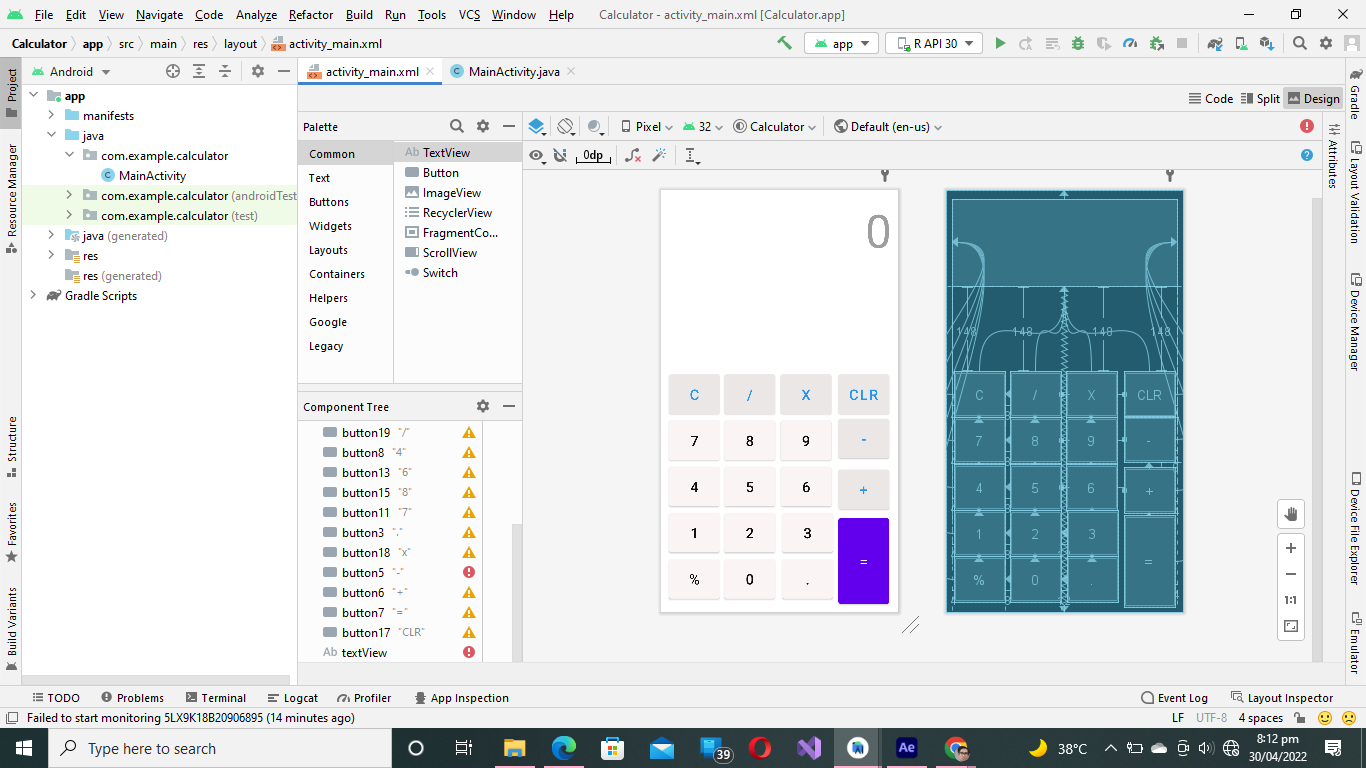 File Edit View Navigate Code Analyze Refactor Build Run Tools VCS Window Help Calculator - activity_main.xml [Calculator.app]
Calculator app src main res layout activity_main.xml app R API 30
Project Android activity_main.xml MainActivity.java Gradle
Code Split Design
Palette Pixel 32 Calculator Default (en-us)
0dp
Attributes
Layout Validation
Device Manager
Device File Explorer
Emulator
Resource Manager
Structure
Favorites
Build Variants
app
manifests
java
com.example.calculator
MainActivity
com.example.calculator (androidTest
com.example.calculator (test)
java (generated)
res
res (generated)
Gradle Scripts
Common
Text
Buttons
Widgets
Layouts
Containers
Helpers
Google
Legacy
Ab TextView
Button
ImageView
RecyclerView
FragmentCo...
ScrollView
Switch
Component Tree
button19 "/"
button8 "4"
button13 "6"
button15 "8"
button11 "7"
button3 "."
button18 "x"
button5 "-"
button6 "+"
button7 "="
button17 "CLR"
Ab textView
0
C / X CLR
7 8 9 -
4 5 6 +
1 2 3
% 0 . =
148 148 148 148
C / X CLR
7 8 9 -
4 5 6 +
1 2 3
% 0 . =
1:1
TODO Problems Terminal Logcat Profiler App Inspection Event Log Layout Inspector
Failed to start monitoring 5LX9K18B20906895 (14 minutes ago) LF UTF-8 4 spaces
Type here to search 39 Ae 38°C 8:12 pm
30/04/2022